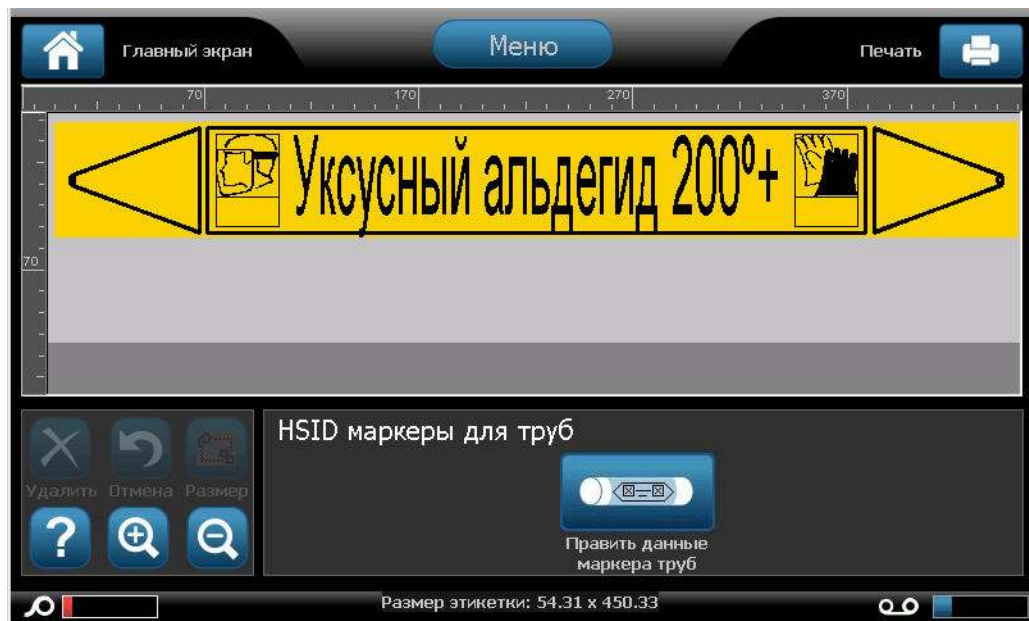 Главный экран
Меню
Печать
70
170
270
370
Уксусный альдегид 200º+
70
HSID маркеры для труб
Удалить
Отмена
Размер
?
Править данные
маркера труб
Размер этикетки: 54.31 x 450.33